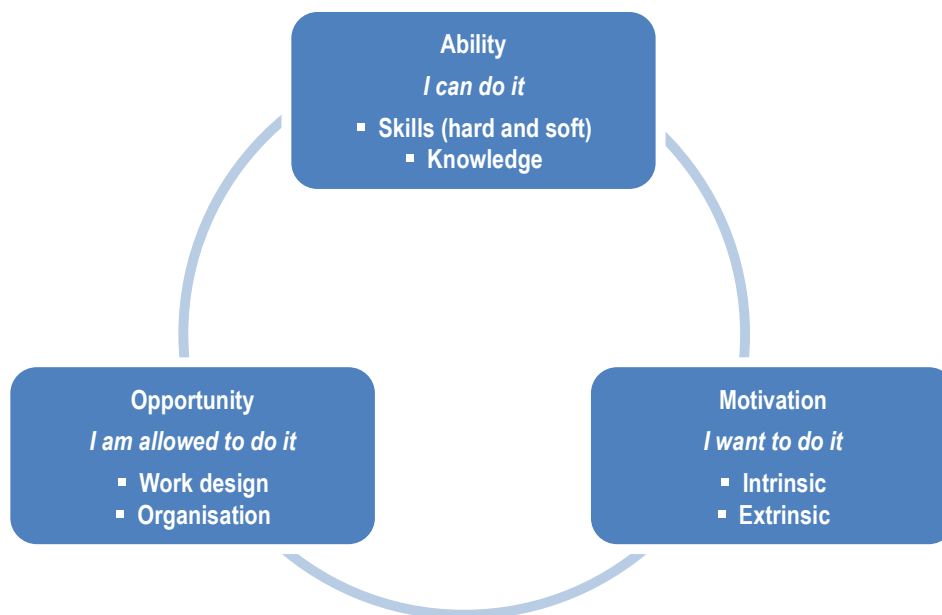 Ability
I can do it
▪ Skills (hard and soft)
▪ Knowledge
Opportunity
I am allowed to do it
▪ Work design
▪ Organisation
Motivation
I want to do it
▪ Intrinsic
▪ Extrinsic